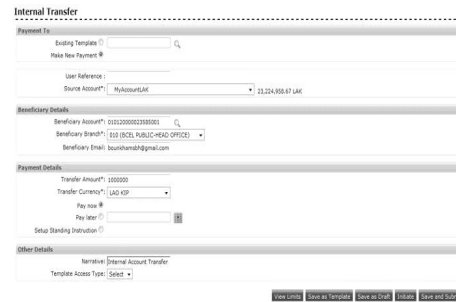 Internal Transfer
Payment To
Existing Template
Make New Payment
User Reference :
Source Account*: MyAccountLAK 23,224,958.67 LAK
Beneficiary Details
Beneficiary Account*: 010120000023585001
Beneficiary Branch*: 010 (BCEL PUBLIC-HEAD OFFICE)
Beneficiary Email: bounkhamsbh@gmail.com
Payment Details
Transfer Amount*: 1000000
Transfer Currency*: LAO KIP
Pay now
Pay later
Setup Standing Instruction
Other Details
Narrative: Internal Account Transfer
Template Access Type: Select
View Limits Save as Template Save as Draft Initiate Save and Subm